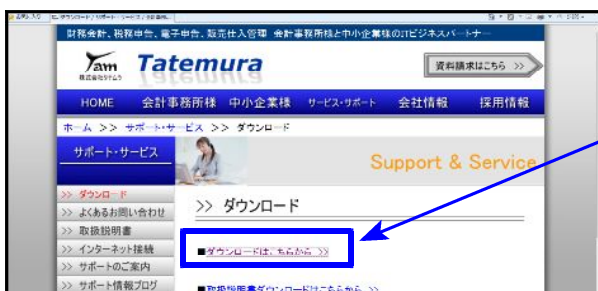 財務会計、税務申告、電子申告、販売仕入管理 会計事務所様と中小企業様のITビジネスパートナー
Yam
株式会社タテムラ
Tatemura
資料請求はこちら >>
HOME 会計事務所様 中小企業様 サービス・サポート 会社情報 採用情報
ホーム >> サポート・サービス >> ダウンロード
サポート・サービス
Support & Service
>> ダウンロード
>> よくあるお問い合わせ
>> 取扱説明書
>> インターネット接続
>> サポートのご案内
>> サポート情報ブログ
>> ダウンロード
■ダウンロードはこちらから >>
■取扱説明書ダウンロードはこちらから >>